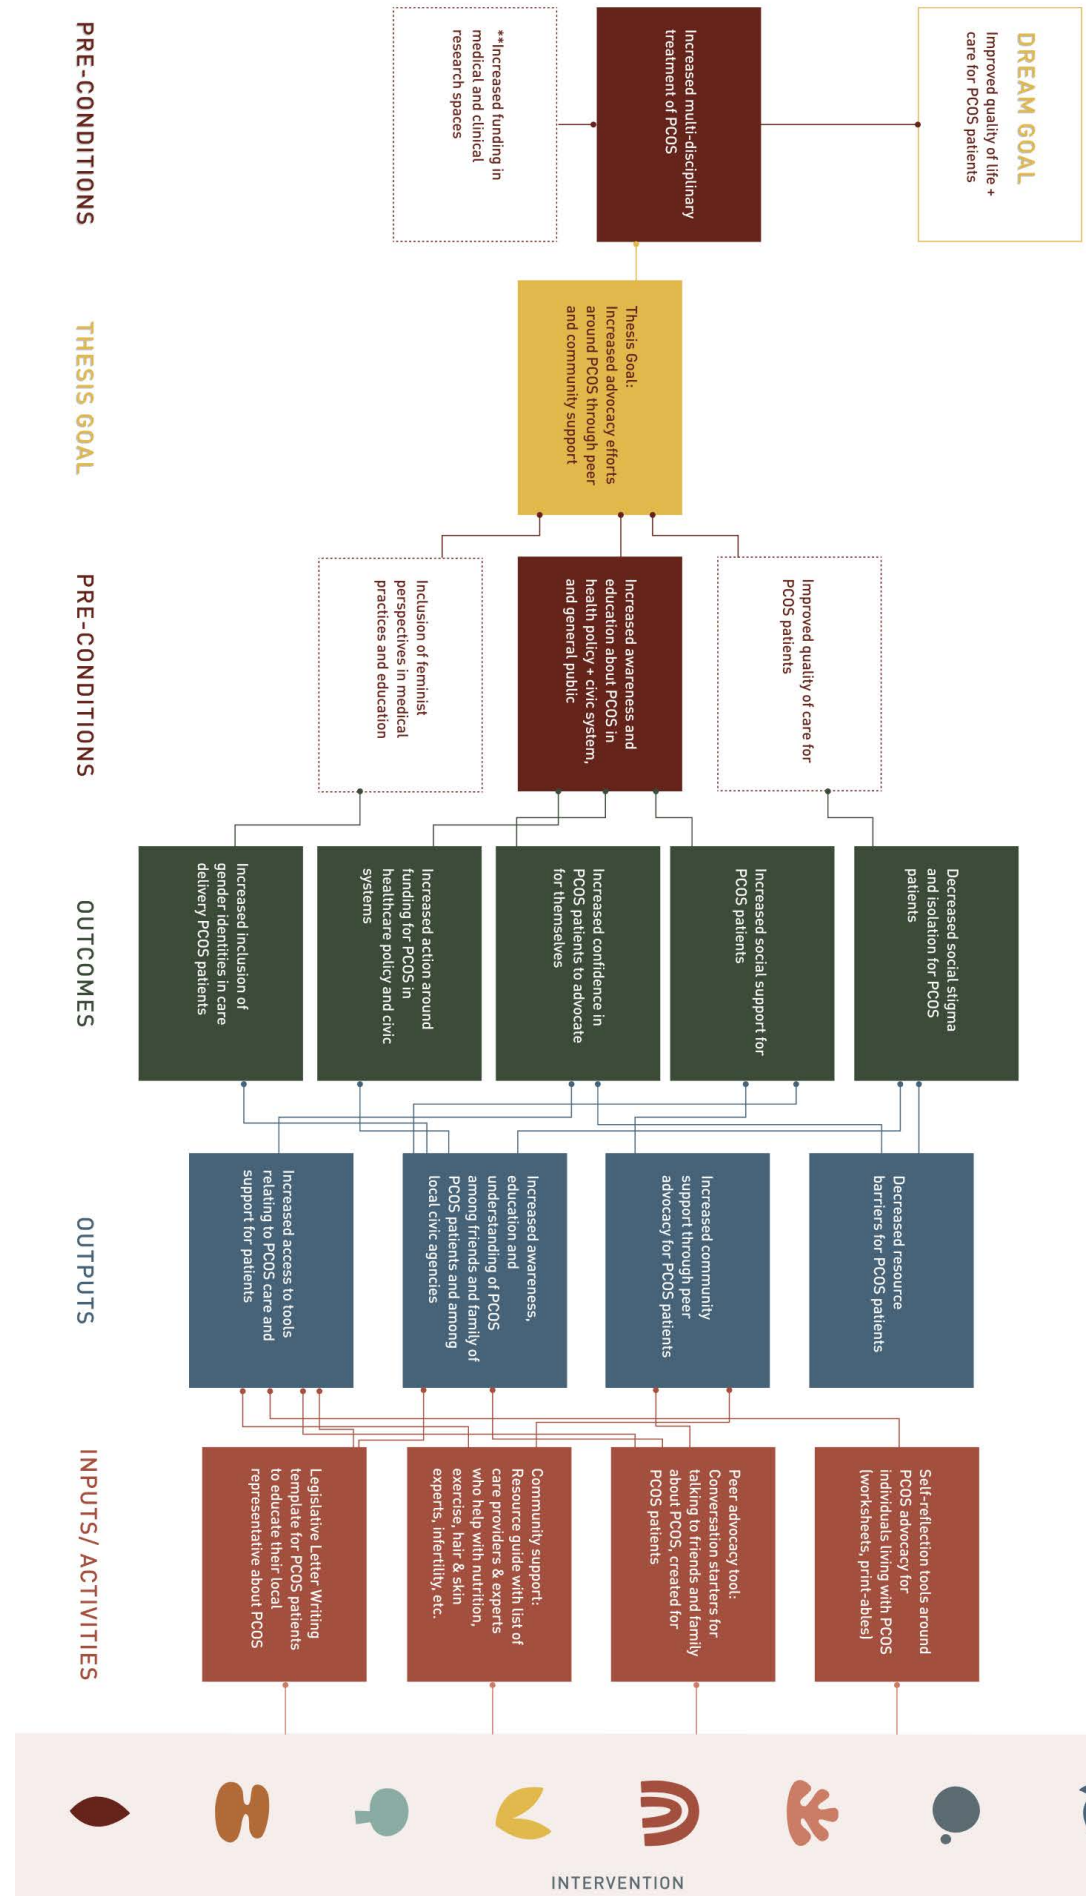 DREAM GOAL
Improved quality of life +
care for PCOS patients
PRE-CONDITIONS
Increased multi-disciplinary
treatment of PCOS
**Increased funding in
medical and clinical
research spaces
THESIS GOAL
Thesis Goal:
Increased advocacy efforts
around PCOS through peer
and community support
PRE-CONDITIONS
Improved quality of care for
PCOS patients
Increased awareness and
education about PCOS in
health policy + civic system,
and general public
Inclusion of feminist
perspectives in medical
practices and education
OUTCOMES
Decreased social stigma
and isolation for PCOS
patients
Increased social support for
PCOS patients
Increased confidence in
PCOS patients to advocate
for themselves
Increased action around
funding for PCOS in
healthcare policy and civic
systems
Increased inclusion of
gender identities in care
delivery PCOS patients
OUTPUTS
Decreased resource
barriers for PCOS patients
Increased community
support through peer
advocacy for PCOS patients
Increased awareness,
education and
understanding of PCOS
among friends and family of
PCOS patients and among
local civic agencies
Increased access to tools
relating to PCOS care and
support for patients
INPUTS/ ACTIVITIES
Self-reflection tools around
PCOS advocacy for
individuals living with PCOS
(worksheets, print-ables)
Peer advocacy tool:
Conversation starters for
talking to friends and family
about PCOS, created for
PCOS patients
Community support:
Resource guide with list of
care providers & experts
who help with nutrition,
exercise, hair & skin
experts, infertility, etc.
Legislative Letter Writing
template for PCOS patients
to educate their local
representative about PCOS
INTERVENTION